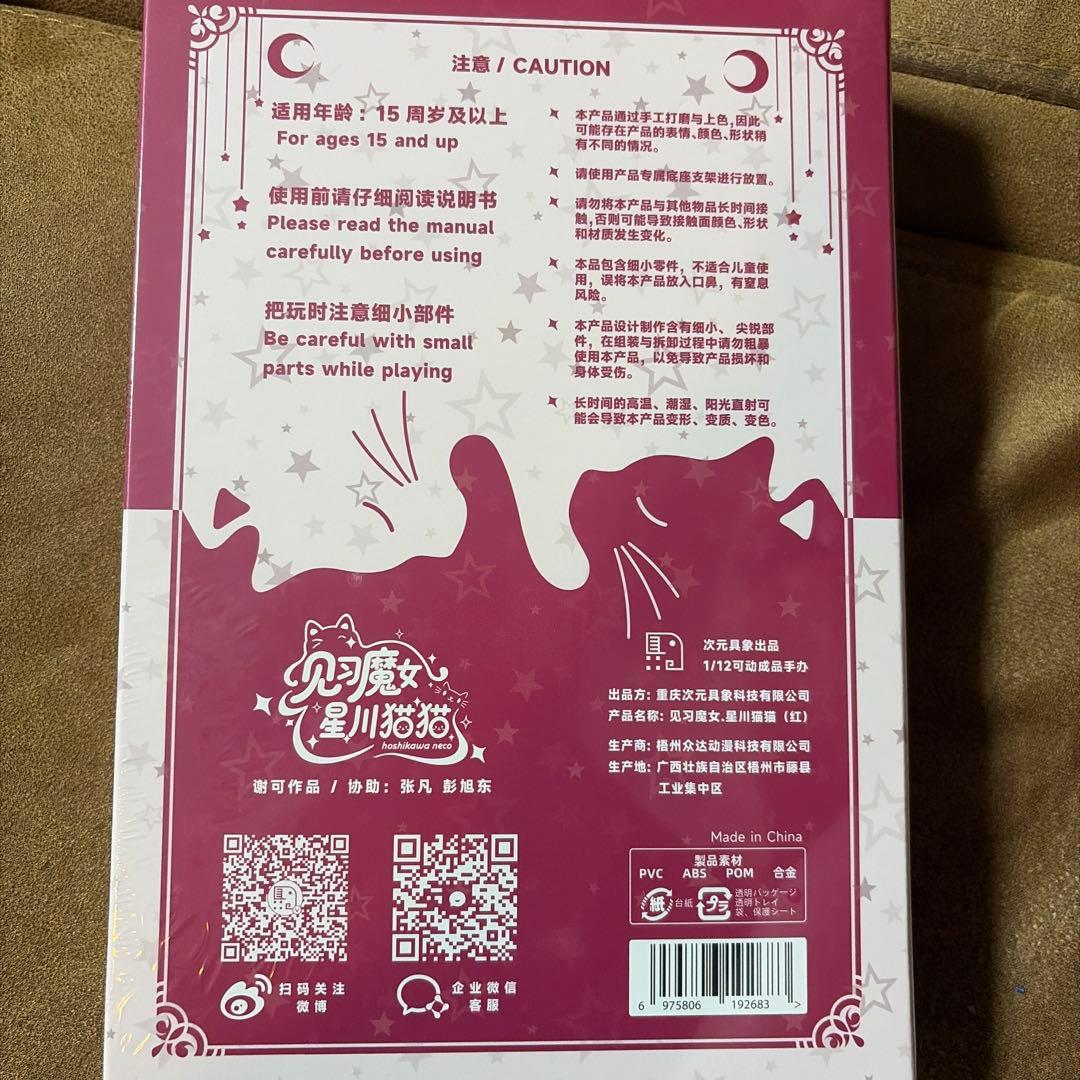 注意 / CAUTION
适用年龄：15 周岁及以上
For ages 15 and up
使用前请仔细阅读说明书
Please read the manual
carefully before using
把玩时注意细小部件
Be careful with small
parts while playing
本产品通过手工打磨与上色,因此
可能存在产品的表情、颜色、形状稍
有不同的情况。
请使用产品专属底座支架进行放置。
请勿将本产品与其他物品长时间接
触,否则可能导致接触面颜色、形状
和材质发生变化。
本品包含细小零件，不适合儿童使
用，误将本产品放入口鼻，有窒息
风险。
本产品设计制作含有细小、尖锐部
件，在组装与拆卸过程中请勿粗暴
使用本产品，以免导致产品损坏和
身体受伤。
长时间的高温、潮湿、阳光直射可
能会导致本产品变形、变质、变色。
见习魔女
星川猫猫
hoshikawa neco
谢可作品 / 协助：张凡 彭旭东
次元具象出品
1/12可动成品手办
出品方: 重庆次元具象科技有限公司
产品名称: 见习魔女.星川猫猫（红）
生产商: 梧州众达动漫科技有限公司
生产地: 广西壮族自治区梧州市藤县
工业集中区
扫码关注
微博
企业微信
客服
Made in China
製品素材
PVC ABS POM 合金
紙 台紙 プラ 透明パッケージ
透明トレイ
袋、保護シート
6 975806 192683 >